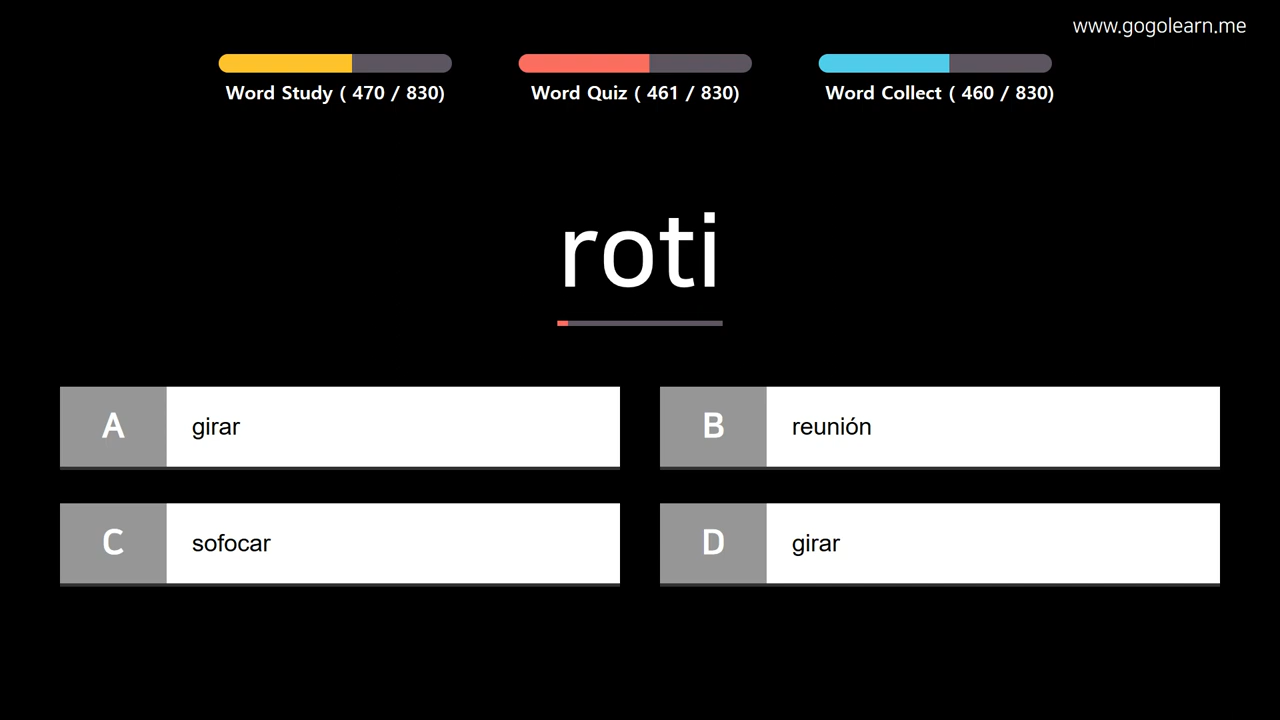 www.gogolearn.me
Word Study ( 470 / 830)
Word Quiz ( 461 / 830)
Word Collect ( 460 / 830)
roti
A
girar
B
reunión
C
sofocar
D
girar